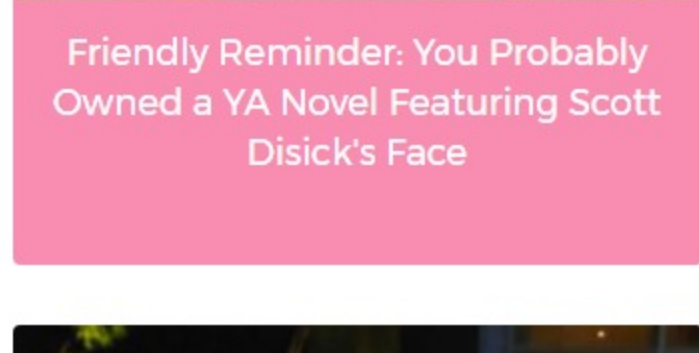 Friendly Reminder: You Probably
Owned a YA Novel Featuring Scott
Disick's Face